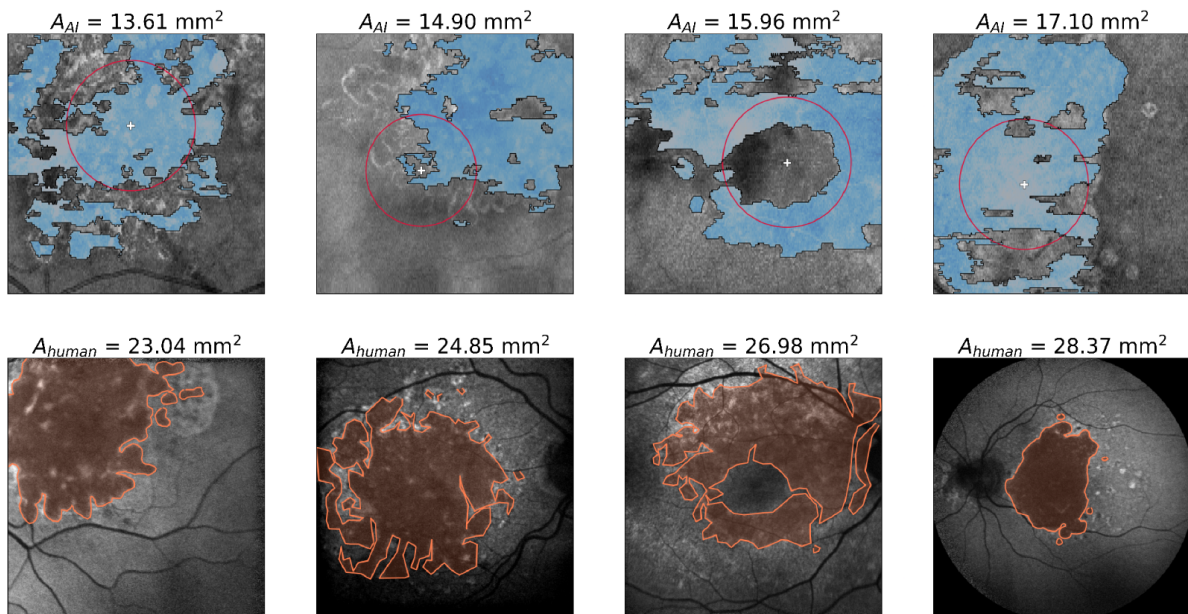 A_AI = 13.61 mm²
A_AI = 14.90 mm²
A_AI = 15.96 mm²
A_AI = 17.10 mm²
A_human = 23.04 mm²
A_human = 24.85 mm²
A_human = 26.98 mm²
A_human = 28.37 mm²